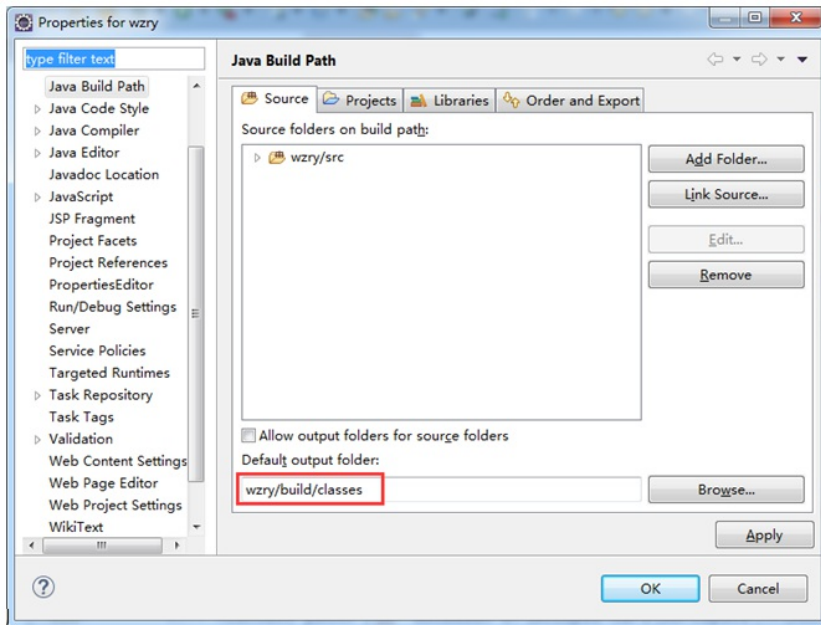 Properties for wzry
type filter text
Java Build Path
Java Code Style
Java Compiler
Java Editor
Javadoc Location
JavaScript
JSP Fragment
Project Facets
Project References
PropertiesEditor
Run/Debug Settings
Server
Service Policies
Targeted Runtimes
Task Repository
Task Tags
Validation
Web Content Settings
Web Page Editor
Web Project Settings
WikiText
Java Build Path
Source Projects Libraries Order and Export
Source folders on build path:
wzry/src
Add Folder...
Link Source...
Edit...
Remove
Allow output folders for source folders
Default output folder:
wzry/build/classes
Browse...
Apply
OK Cancel